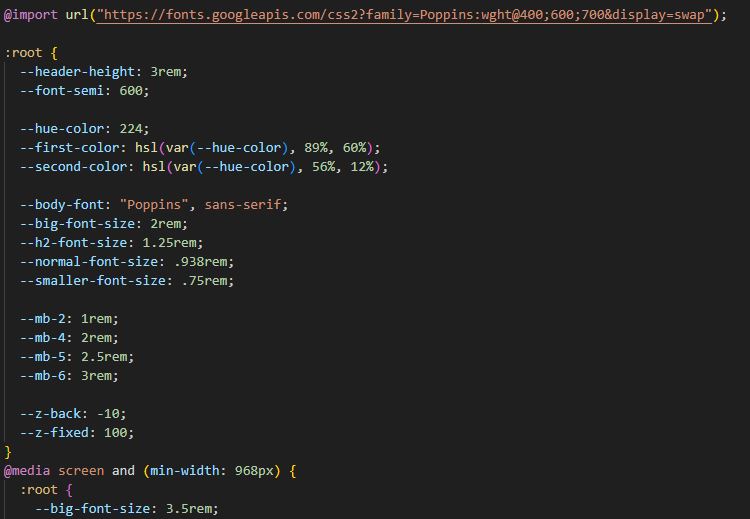 @import url("https://fonts.googleapis.com/css2?family=Poppins:wght@400;600;700&display=swap");
:root {
--header-height: 3rem;
--font-semi: 600;
--hue-color: 224;
--first-color: hsl(var(--hue-color), 89%, 60%);
--second-color: hsl(var(--hue-color), 56%, 12%);
--body-font: "Poppins", sans-serif;
--big-font-size: 2rem;
--h2-font-size: 1.25rem;
--normal-font-size: .938rem;
--smaller-font-size: .75rem;
--mb-2: 1rem;
--mb-4: 2rem;
--mb-5: 2.5rem;
--mb-6: 3rem;
--z-back: -10;
--z-fixed: 100;
}
@media screen and (min-width: 968px) {
:root {
--big-font-size: 3.5rem;